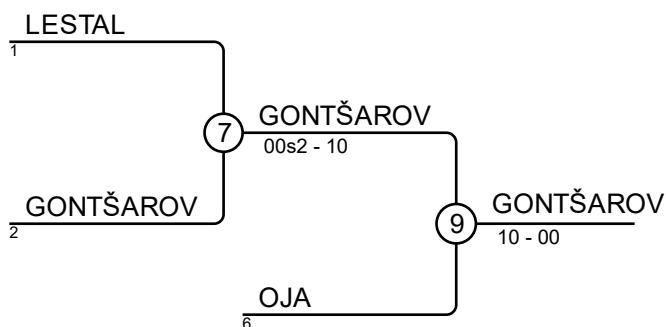 LESTAL
1
7
GONTŠAROV
00s2 - 10
GONTŠAROV
2
9
GONTŠAROV
10 - 00
OJA
6